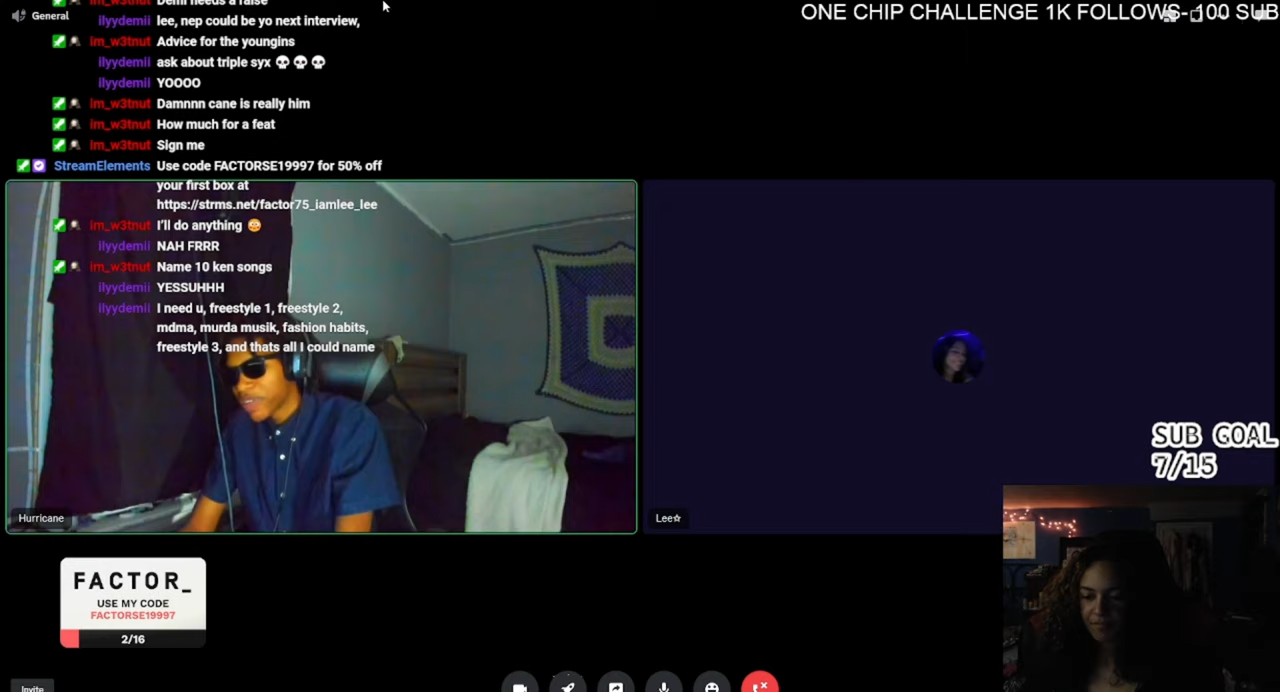 General
ONE CHIP CHALLENGE 1K FOLLOWS- 100 SUB
Demi needs a raise
ilyydemii lee, nep could be yo next interview,
im_w3tnut Advice for the youngins
ilyydemii ask about triple syx 💀 💀 💀
ilyydemii YOOOO
im_w3tnut Damnnn cane is really him
im_w3tnut How much for a feat
im_w3tnut Sign me
StreamElements Use code FACTORSE19997 for 50% off
your first box at
https://strms.net/factor75_iamlee_lee
im_w3tnut I'll do anything 😳
ilyydemii NAH FRRR
im_w3tnut Name 10 ken songs
ilyydemii YESSUHHH
ilyydemii I need u, freestyle 1, freestyle 2,
mdma, murda musik, fashion habits,
freestyle 3, and thats all I could name
SUB GOAL
7/15
Hurricane
Lee☆
FACTOR_
USE MY CODE
FACTORSE19997
2/16
Invite